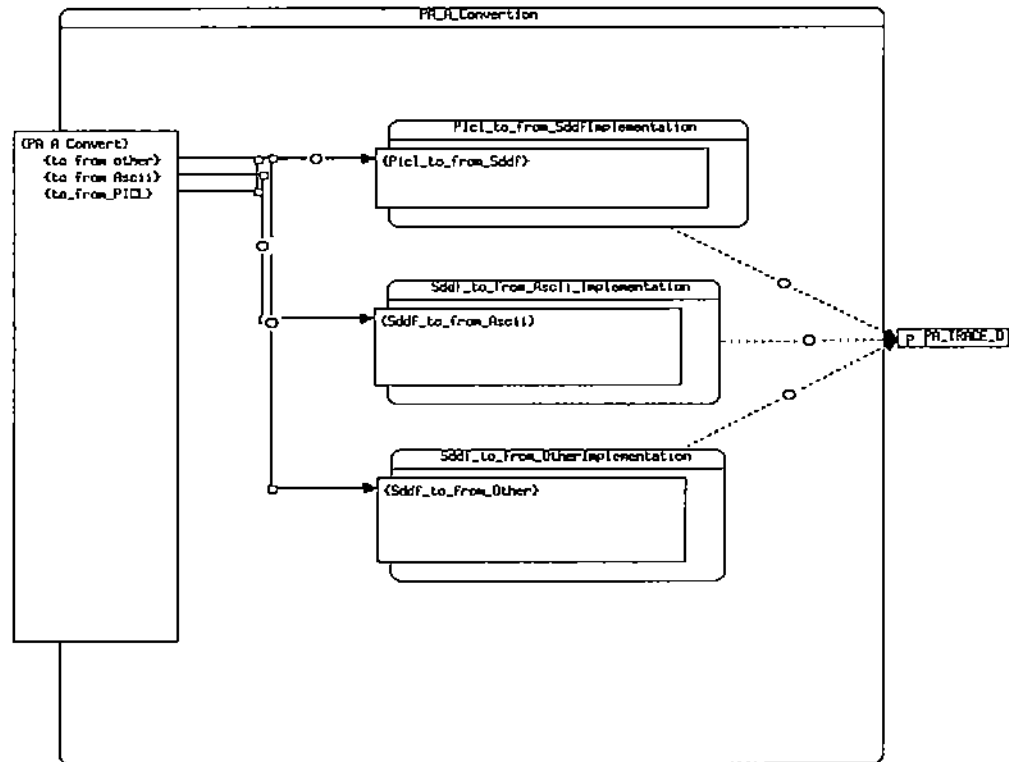 PA_A_Convertion
{PA A Convert}
{to from other}
{to from Ascii}
{to_from_PICL}
Picl_to_from_SddfImplementation
{Picl_to_from_Sddf}
Sddf_to_from_Ascii_Implementation
{Sddf_to_from_Ascii}
P PA_TRACE_D
Sddf_to_from_OtherImplementation
{Sddf_to_from_Other}